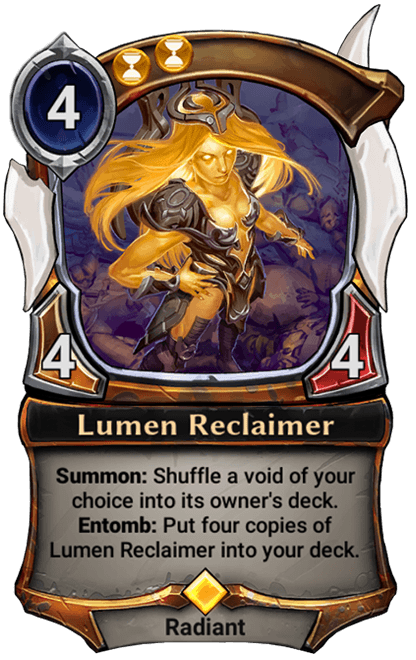 4
4
4
Lumen Reclaimer
Summon: Shuffle a void of your
choice into its owner's deck.
Entomb: Put four copies of
Lumen Reclaimer into your deck.
Radiant